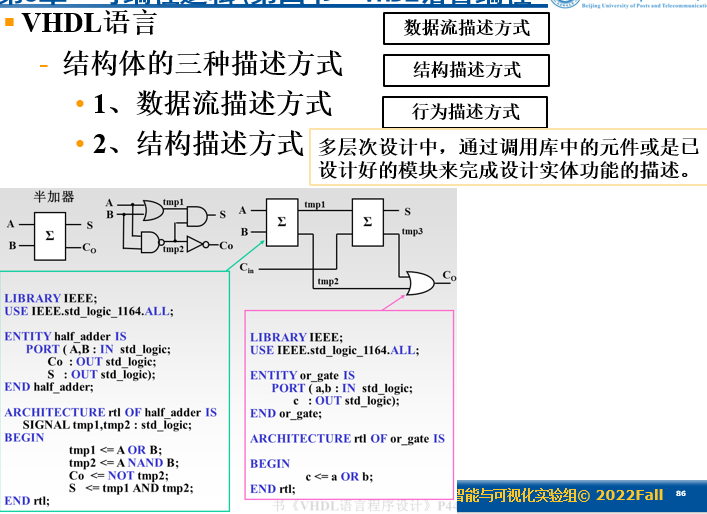 Beijing University of Posts and Telecommunications
VHDL语言
- 结构体的三种描述方式
• 1、数据流描述方式
• 2、结构描述方式
数据流描述方式
结构描述方式
行为描述方式
多层次设计中，通过调用库中的元件或是已
设计好的模块来完成设计实体功能的描述。
半加器
A
B
Σ
S
CO
A
B
tmp1
tmp2
S
Co
A
B
Cin
Σ
tmp1
Σ
S
tmp3
tmp2
CO
LIBRARY IEEE;
USE IEEE.std_logic_1164.ALL;
ENTITY half_adder IS
PORT ( A,B : IN std_logic;
Co : OUT std_logic;
S : OUT std_logic);
END half_adder;
ARCHITECTURE rtl OF half_adder IS
SIGNAL tmp1,tmp2 : std_logic;
BEGIN
tmp1 <= A OR B;
tmp2 <= A NAND B;
Co <= NOT tmp2;
S <= tmp1 AND tmp2;
END rtl;
LIBRARY IEEE;
USE IEEE.std_logic_1164.ALL;
ENTITY or_gate IS
PORT ( a,b : IN std_logic;
c : OUT std_logic);
END or_gate;
ARCHITECTURE rtl OF or_gate IS
BEGIN
c <= a OR b;
END rtl;
书《VHDL语言程序设计》P4
智能与可视化实验组© 2022Fall 86